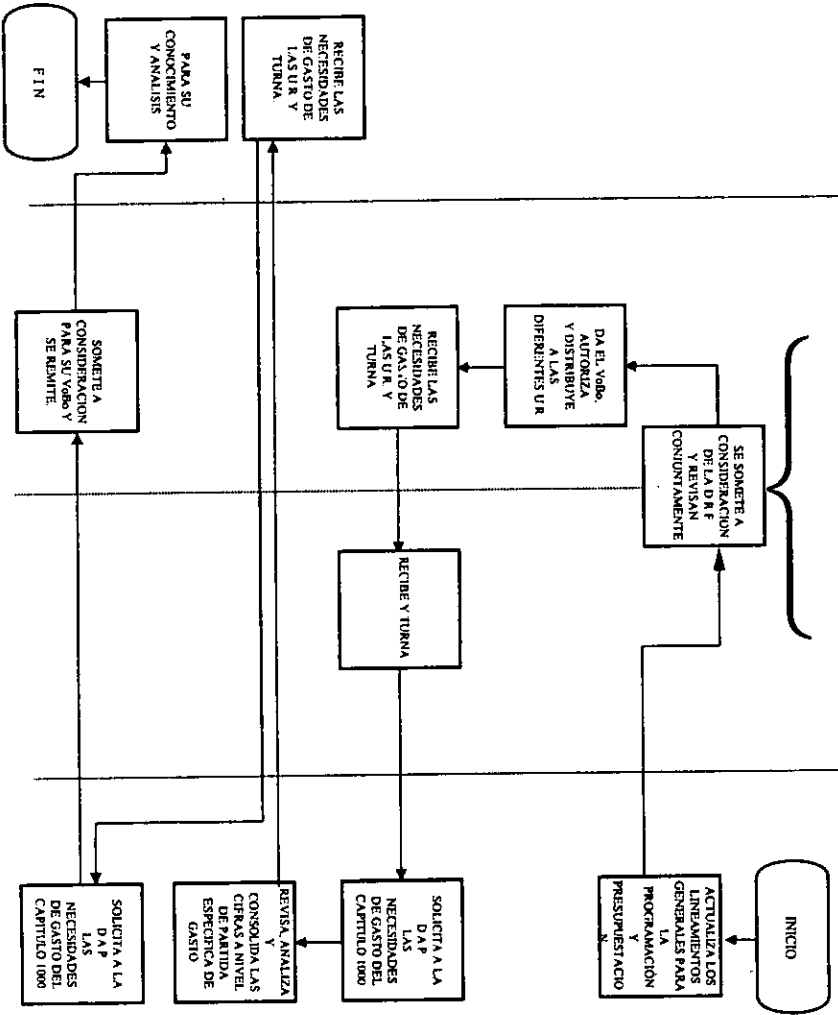 INICIO
ACTUALIZA LOS
LINEAMIENTOS
GENERALES PARA
LA
PROGRAMACIÓN
Y
PRESUPUESTACIO
N.
SE SOMETE A
CONSIDERACION
DE LA D R F
Y REVISAN
CONJUNTAMENTE
DA EL VoBo.
AUTORIZA
Y DISTRIBUYE
A LAS
DIFERENTES U R
RECIBE LAS
NECESIDADES
DE GASTO DE
LAS U R. Y
TURNA
RECIBE Y TURNA
SOLICITA A LA
D A P
LAS
NECESIDADES
DE GASTO DEL
CAPITULO 1000
REVISA, ANALIZA
Y
CONSOLIDA LAS
CIFRAS A NIVEL
DE PARTIDA
ESPECIFICA DE
GASTO
RECIBE LAS
NECESIDADES
DE GASTO DE
LAS U R Y
TURNA
SOLICITA A LA
D A P
LAS
NECESIDADES
DE GASTO DEL
CAPITULO 1000
SOMETE A
CONSIDERACION
PARA SU VoBo Y
SE REMITE.
PARA SU
CONOCIMIENTO
Y ANALISIS
FIN